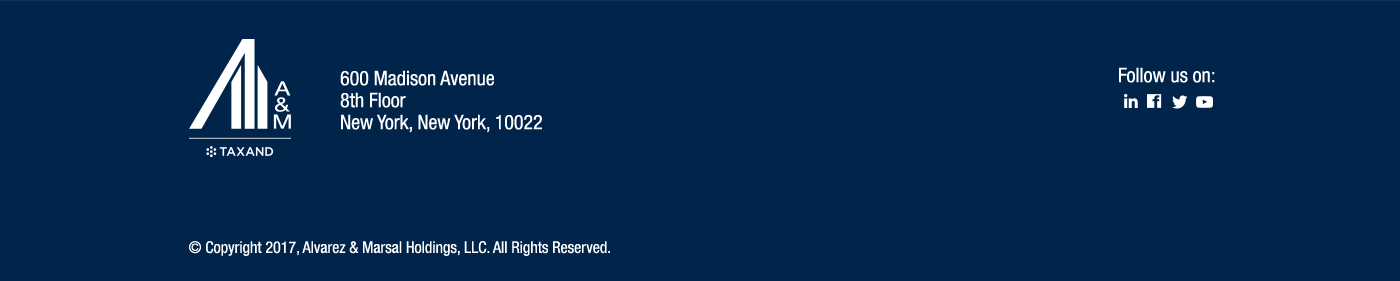 A
&
M
TAXAND
600 Madison Avenue
8th Floor
New York, New York, 10022
Follow us on:
© Copyright 2017, Alvarez & Marsal Holdings, LLC. All Rights Reserved.